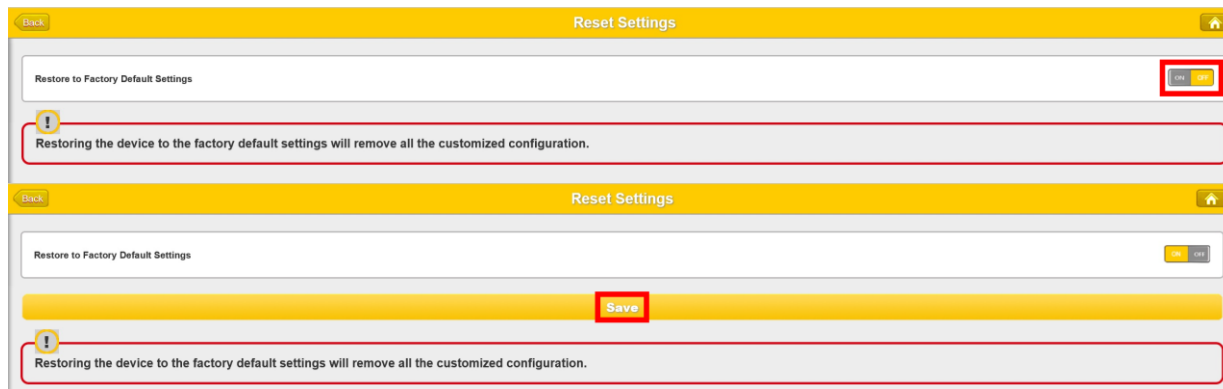 Back Reset Settings
Restore to Factory Default Settings ON OFF
!
Restoring the device to the factory default settings will remove all the customized configuration.
Back Reset Settings
Restore to Factory Default Settings ON OFF
Save
!
Restoring the device to the factory default settings will remove all the customized configuration.